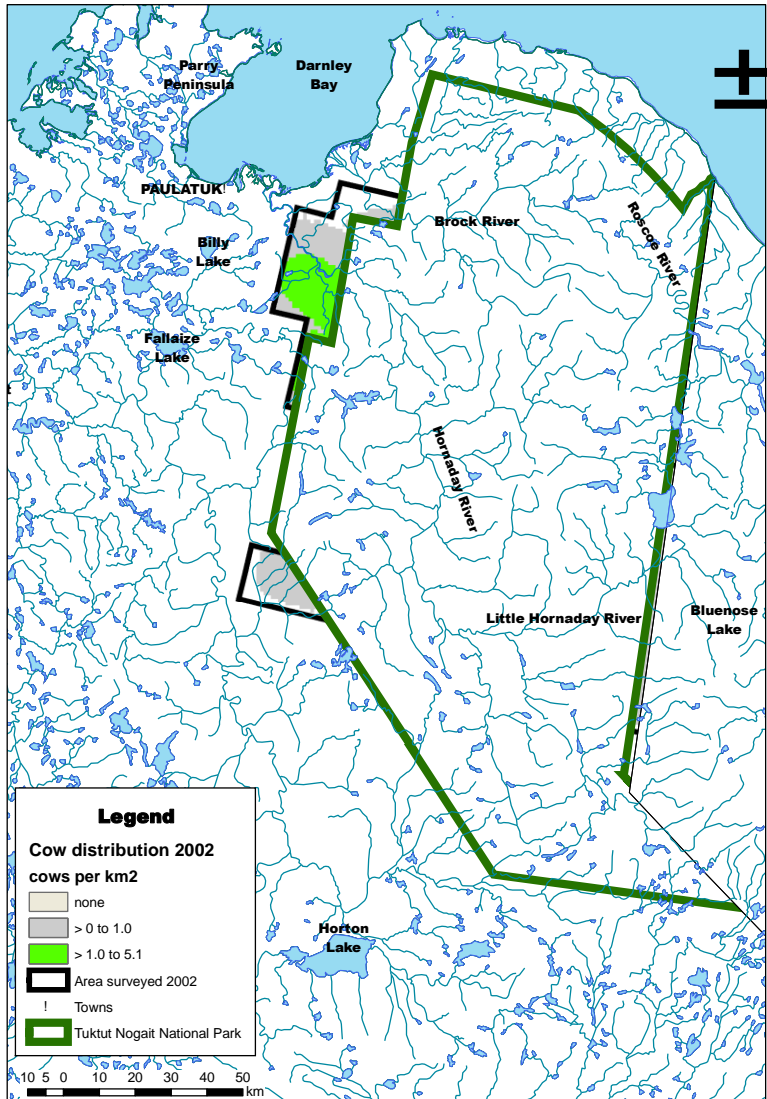 Parry
Peninsula
Darnley
Bay
±
PAULATUK!
Brock River
Roscoe River
Billy
Lake
Fallaize
Lake
t
Hornaday River
Little Hornaday River
Bluenose
Lake
Horton
Lake
Legend
Cow distribution 2002
cows per km2
none
> 0 to 1.0
> 1.0 to 5.1
Area surveyed 2002
! Towns
Tuktut Nogait National Park
10 5 0 10 20 30 40 50
km